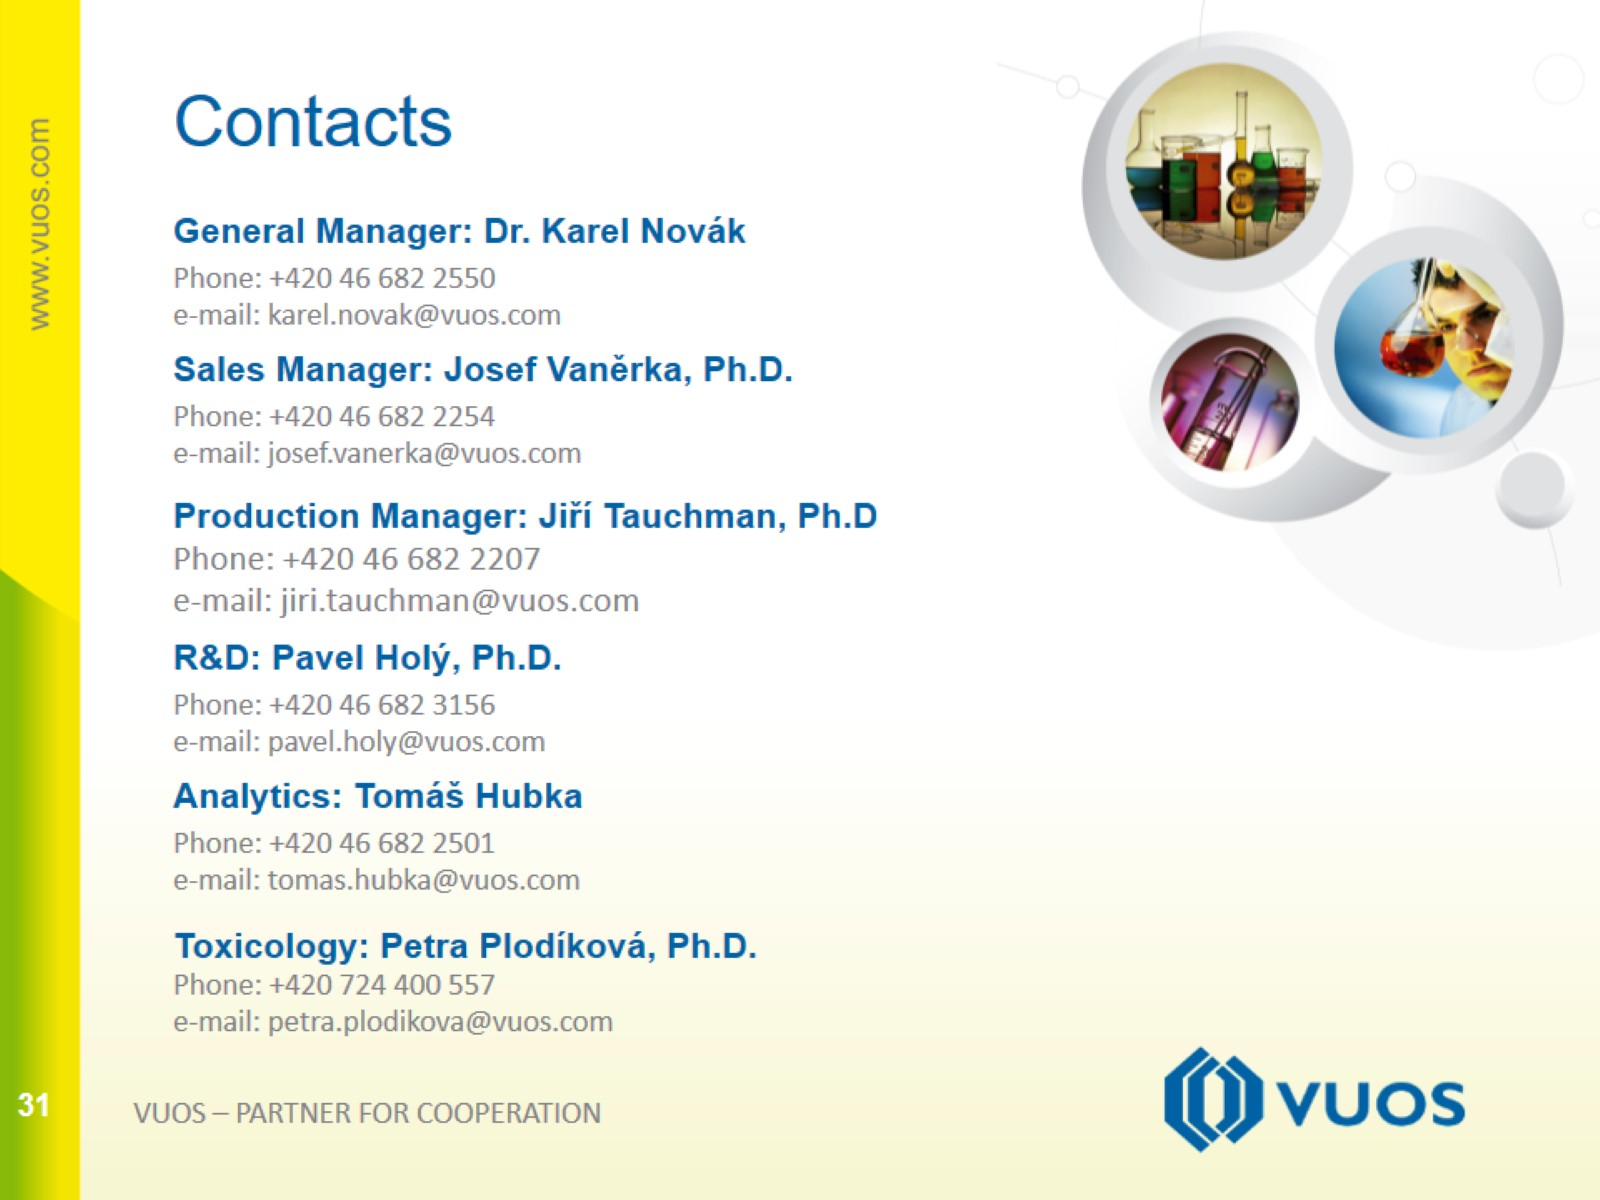 www.vuos.com
Contacts
General Manager: Dr. Karel Novák
Phone: +420 46 682 2550
e-mail: karel.novak@vuos.com
Sales Manager: Josef Vaněrka, Ph.D.
Phone: +420 46 682 2254
e-mail: josef.vanerka@vuos.com
Production Manager: Jiří Tauchman, Ph.D
Phone: +420 46 682 2207
e-mail: jiri.tauchman@vuos.com
R&D: Pavel Holý, Ph.D.
Phone: +420 46 682 3156
e-mail: pavel.holy@vuos.com
Analytics: Tomáš Hubka
Phone: +420 46 682 2501
e-mail: tomas.hubka@vuos.com
Toxicology: Petra Plodíková, Ph.D.
Phone: +420 724 400 557
e-mail: petra.plodikova@vuos.com
31
VUOS – PARTNER FOR COOPERATION
VUOS